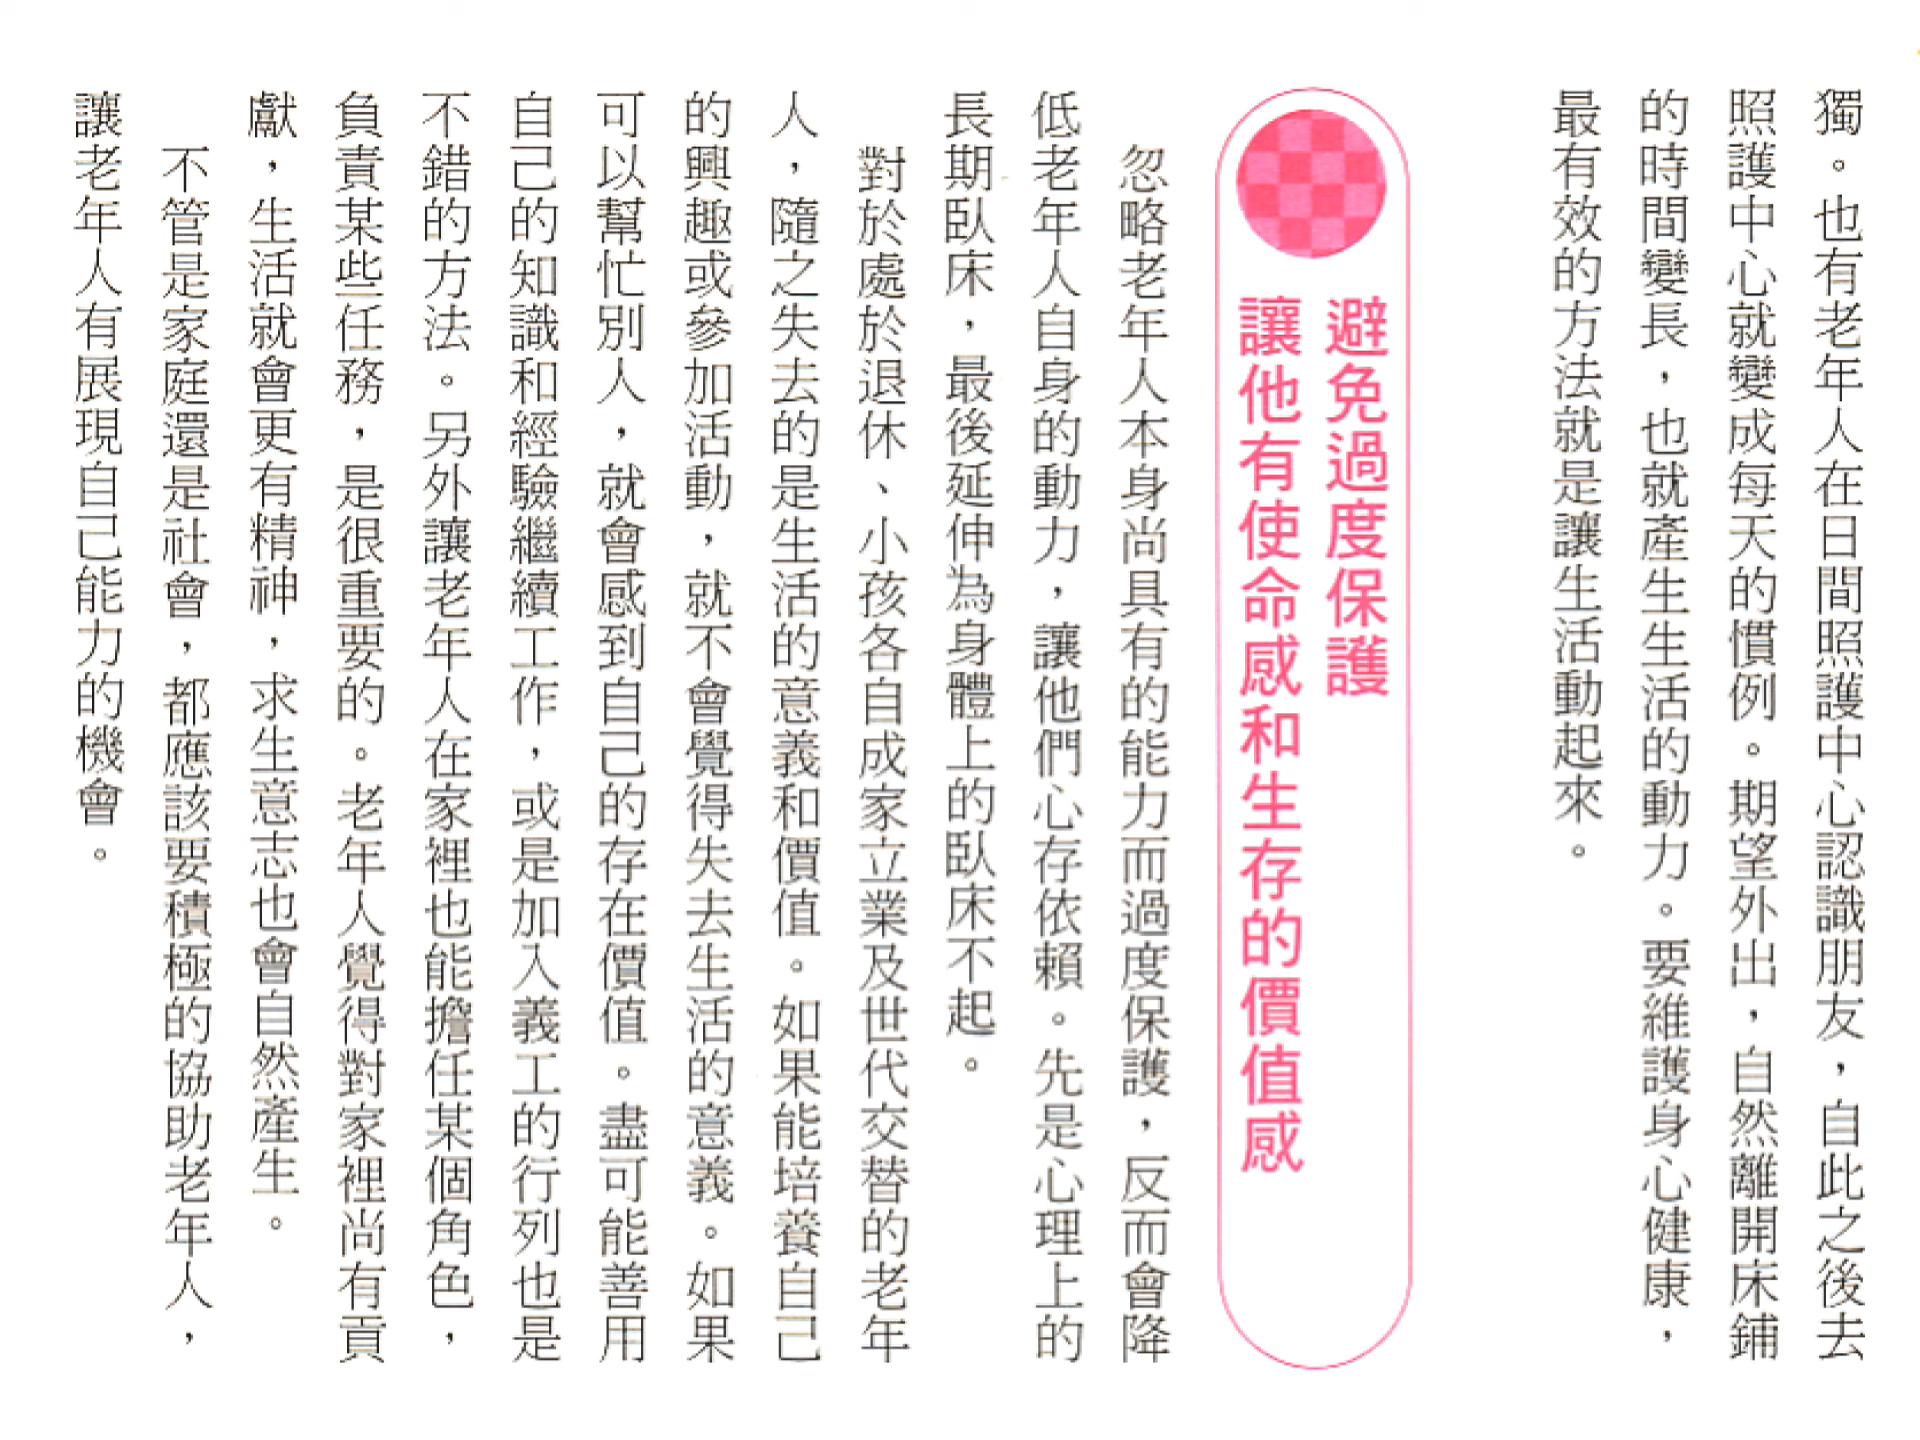 獨。也有老年人在日間照護中心認識朋友，自此之後去
照護中心就變成每天的慣例。期望外出，自然離開床鋪
的時間變長，也就產生生活的動力。要維護身心健康，
最有效的方法就是讓生活動起來。
避免過度保護
讓他有使命感和生存的價值感
忽略老年人本身尚具有的能力而過度保護，反而會降
低老年人自身的動力，讓他們心存依賴。先是心理上的
長期臥床，最後延伸為身體上的臥床不起。
對於處於退休、小孩各自成家立業及世代交替的老年
人，隨之失去的是生活的意義和價值。如果能培養自己
的興趣或參加活動，就不會覺得失去生活的意義。如果
可以幫忙別人，就會感到自己的存在價值。盡可能善用
自己的知識和經驗繼續工作，或是加入義工的行列也是
不錯的方法。另外讓老年人在家裡也能擔任某個角色，
負責某些任務，是很重要的。老年人覺得對家裡尚有貢
獻，生活就會更有精神，求生意志也會自然產生。
不管是家庭還是社會，都應該要積極的協助老年人，
讓老年人有展現自己能力的機會。